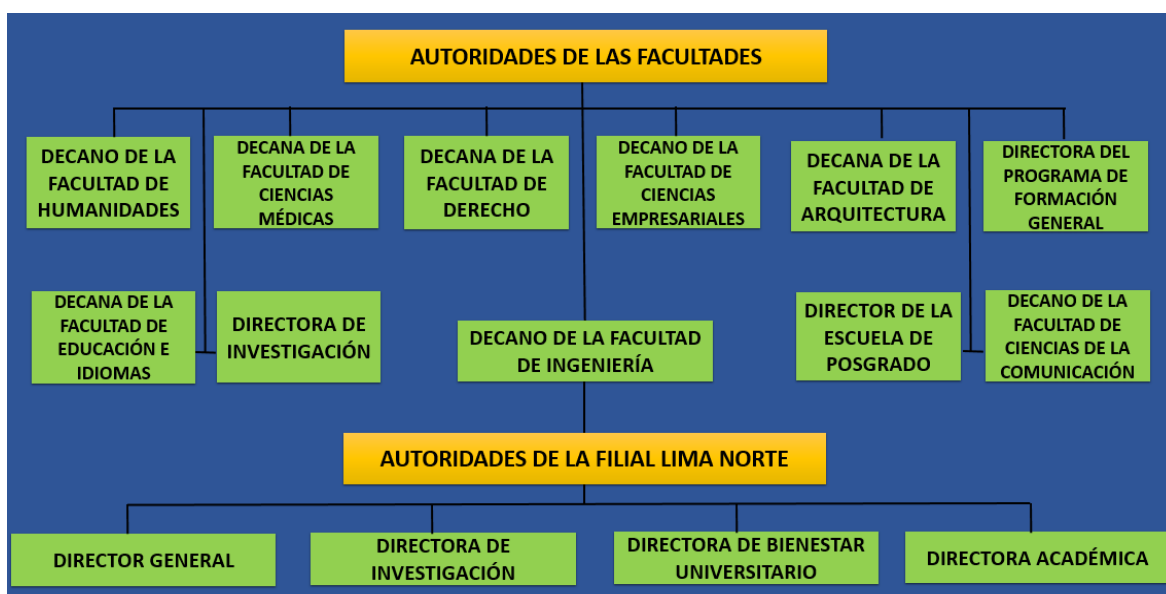 AUTORIDADES DE LAS FACULTADES
DECANO DE LA
FACULTAD DE
HUMANIDADES
DECANA DE LA
FACULTAD DE
CIENCIAS
MÉDICAS
DECANA DE LA
FACULTAD DE
DERECHO
DECANO DE LA
FACULTAD DE
CIENCIAS
EMPRESARIALES
DECANA DE LA
FACULTAD DE
ARQUITECTURA
DIRECTORA DEL
PROGRAMA DE
FORMACIÓN
GENERAL
DECANA DE LA
FACULTAD DE
EDUCACIÓN E
IDIOMAS
DIRECTORA DE
INVESTIGACIÓN
DECANO DE LA FACULTAD
DE INGENIERÍA
DIRECTOR DE LA
ESCUELA DE
POSGRADO
DECANO DE LA
FACULTAD DE
CIENCIAS DE LA
COMUNICACIÓN
AUTORIDADES DE LA FILIAL LIMA NORTE
DIRECTOR GENERAL
DIRECTORA DE
INVESTIGACIÓN
DIRECTORA DE BIENESTAR
UNIVERSITARIO
DIRECTORA ACADÉMICA